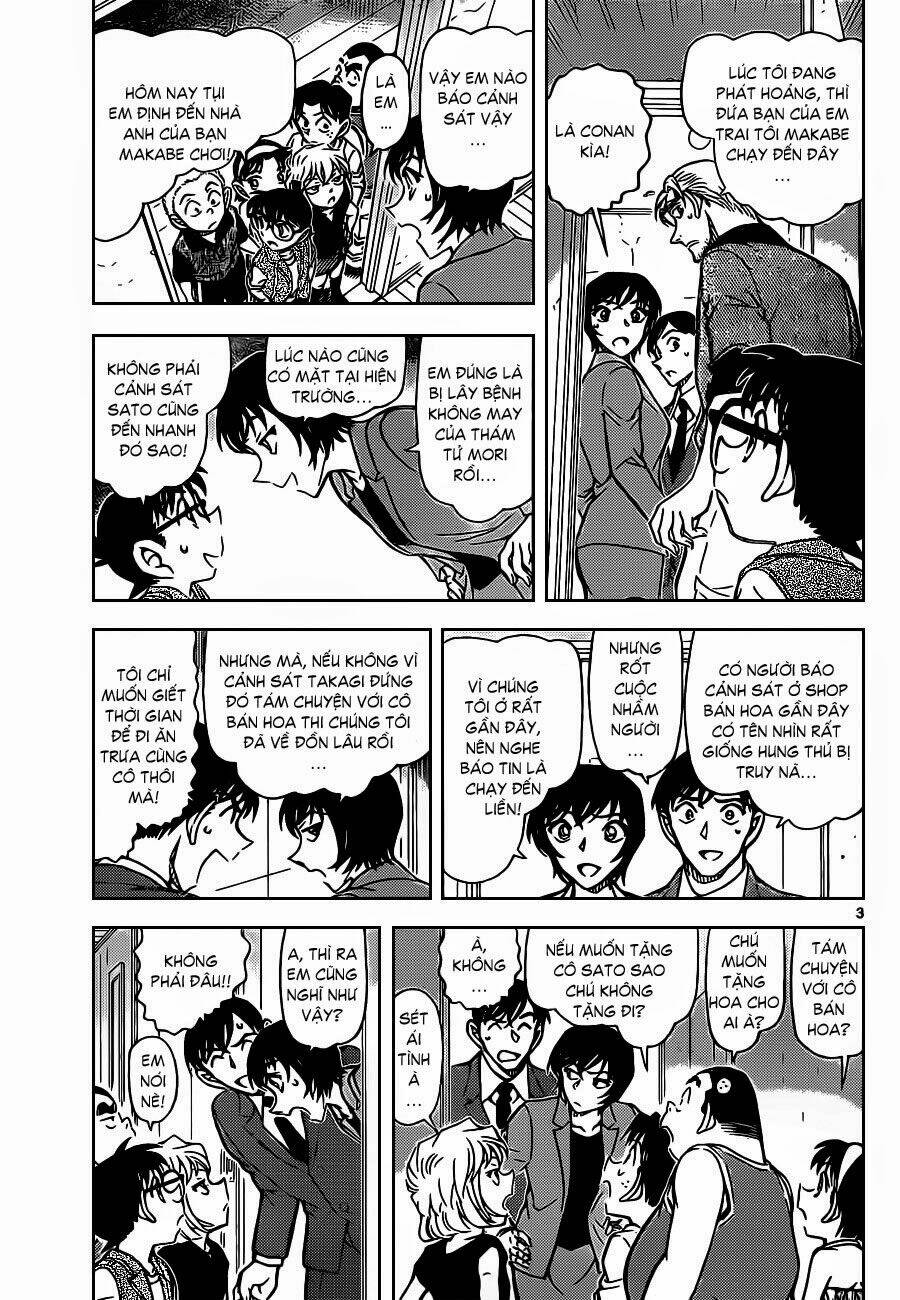 LÚC TÔI ĐANG
PHÁT HOẢNG, THÌ
ĐỨA BẠN CỦA EM
TRAI TÔI MAKABE
CHẠY ĐẾN ĐÂY
...
LÀ CONAN
KÌA!
VẬY EM NÀO
BÁO CẢNH
SÁT VẬY
...
LÀ
EM
...
HÔM NAY TỤI
EM ĐỊNH ĐẾN NHÀ
ANH CỦA BẠN
MAKABE CHƠI!
EM ĐÚNG LÀ
BỊ LÂY BỆNH
KHÔNG MAY
CỦA THÁM
TỬ MORI
RỒI...
LÚC NÀO CŨNG
CÓ MẶT TẠI HIỆN
TRƯỜNG...
KHÔNG PHẢI
CẢNH SÁT
SATO CŨNG
ĐẾN NHANH
ĐÓ SAO!
CÓ NGƯỜI BÁO
CẢNH SÁT Ở SHOP
BÁN HOA GẦN ĐÂY
CÓ TÊN NHÌN RẤT
GIỐNG HUNG THỦ BỊ
TRUY NÃ...
NHƯNG
RỐT
CUỘC
NHẦM
NGƯỜI
...
VÌ CHÚNG
TÔI Ở RẤT
GẦN ĐÂY,
NÊN NGHE
BÁO TIN LÀ
CHẠY ĐẾN
LIỀN!
NHƯNG MÀ, NẾU KHÔNG VÌ
CẢNH SÁT TAKAGI ĐỨNG
ĐÓ TÁM CHUYỆN VỚI CÔ
BÁN HOA THI CHÚNG TÔI
ĐÃ VỀ ĐỒN LÂU RỒI
...
TÔI CHỈ
MUỐN GIẾT
THỜI GIAN
ĐỂ ĐI ĂN
TRƯA CÙNG
CÔ THÔI
MÀ!
3
TÁM
CHUYỆN
VỚI CÔ
BÁN
HOA?
CHÚ
MUỐN
TẶNG
HOA CHO
AI À?
NẾU MUỐN TẶNG
CÔ SATO SAO
CHÚ KHÔNG
TẶNG ĐI?
À,
KHÔNG
...
SÉT
ÁI
TÌNH
À
...
A, THÌ RA
EM CŨNG
NGHĨ NHƯ
VẬY?
KHÔNG
PHẢI ĐÂU!!
EM
NÓI
NÈ!